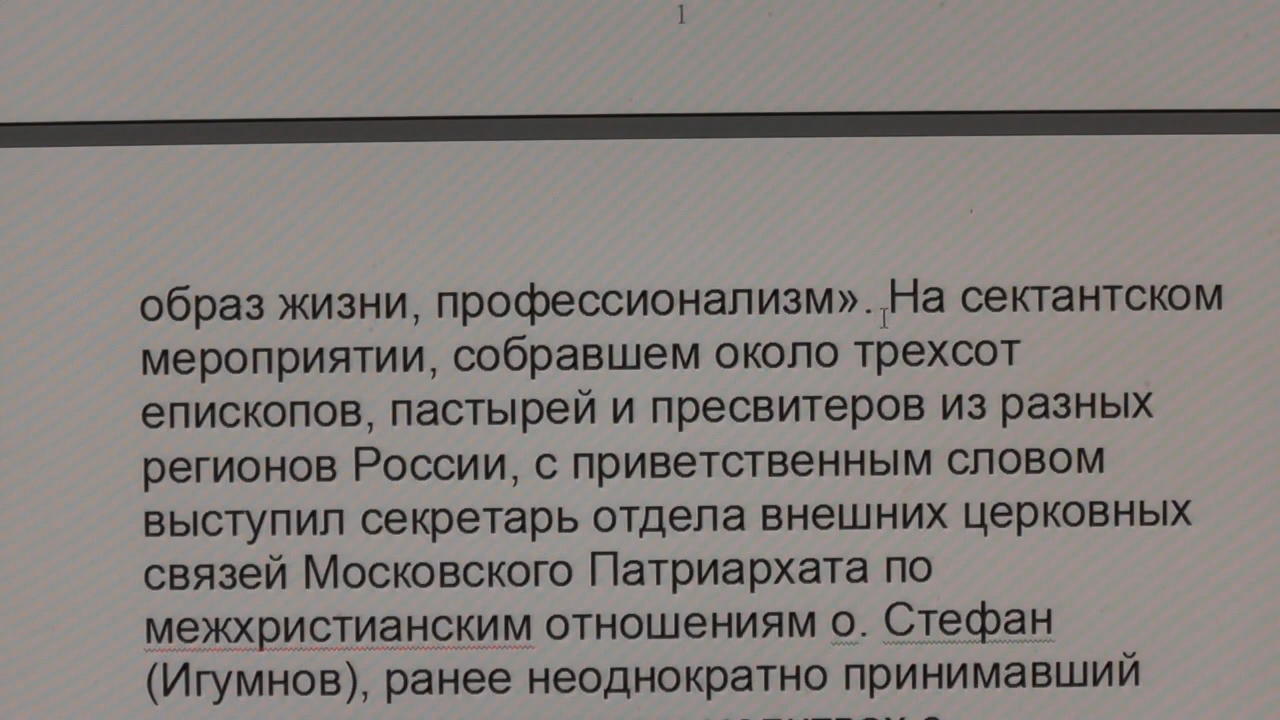 1
образ жизни, профессионализм». На сектантском
мероприятии, собравшем около трехсот
епископов, пастырей и пресвитеров из разных
регионов России, с приветственным словом
выступил секретарь отдела внешних церковных
связей Московского Патриархата по
межхристианским отношениям о. Стефан
(Игумнов), ранее неоднократно принимавший